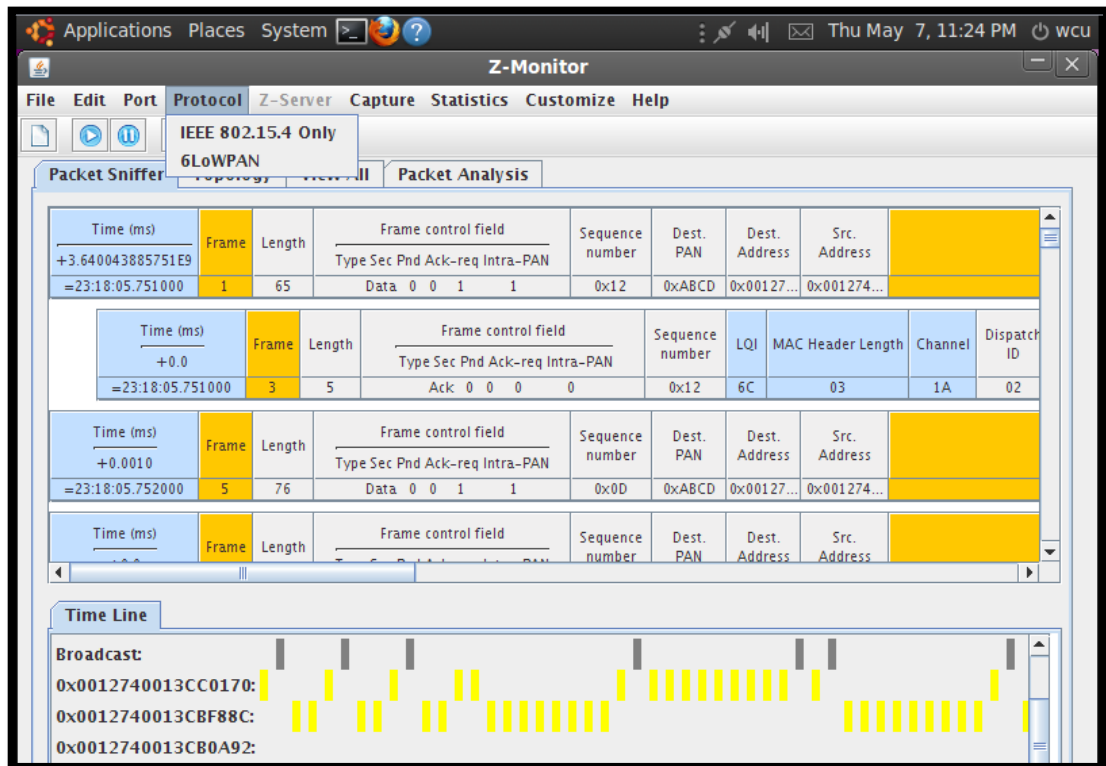 Applications Places System Thu May 7, 11:24 PM wcu
Z-Monitor
File Edit Port Protocol Z-Server Capture Statistics Customize Help
IEEE 802.15.4 Only
6LoWPAN
Packet Sniffer Topology View All Packet Analysis
Time (ms) Frame Length Frame control field Sequence number Dest. PAN Dest. Address Src. Address
+3.640043885751E9 Type Sec Pnd Ack-req Intra-PAN
=23:18:05.751000 1 65 Data 0 0 1 1 0x12 0xABCD 0x00127... 0x001274...
Time (ms) Frame Length Frame control field Sequence number LQI MAC Header Length Channel Dispatch ID
+0.0 Type Sec Pnd Ack-req Intra-PAN
=23:18:05.751000 3 5 Ack 0 0 0 0 0x12 6C 03 1A 02
Time (ms) Frame Length Frame control field Sequence number Dest. PAN Dest. Address Src. Address
+0.0010 Type Sec Pnd Ack-req Intra-PAN
=23:18:05.752000 5 76 Data 0 0 1 1 0x0D 0xABCD 0x00127... 0x001274...
Time (ms) Frame Length Frame control field Sequence number Dest. PAN Dest. Address Src. Address
Time Line
Broadcast:
0x0012740013CC0170:
0x0012740013CBF88C:
0x0012740013CB0A92: